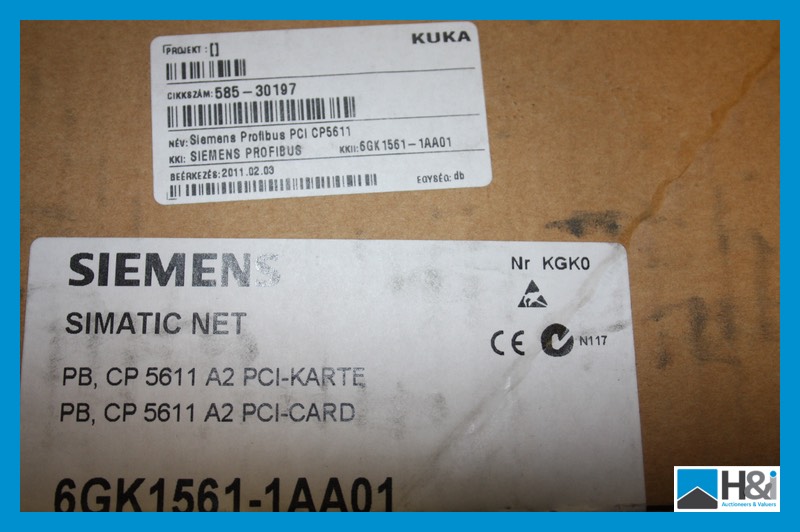 PROJEKT : []
KUKA
CIKKSZÁM: 585-30197
NÉV: Siemens Profibus PCI CP5611
KKI: SIEMENS PROFIBUS KKII: 6GK1561-1AA01
BEÉRKEZÉS: 2011.02.03 EGYSÉG: db
SIEMENS
Nr KGK0
SIMATIC NET
CE N117
PB, CP 5611 A2 PCI-KARTE
PB, CP 5611 A2 PCI-CARD
6GK1561-1AA01
H&i
Auctioneers & Valuers